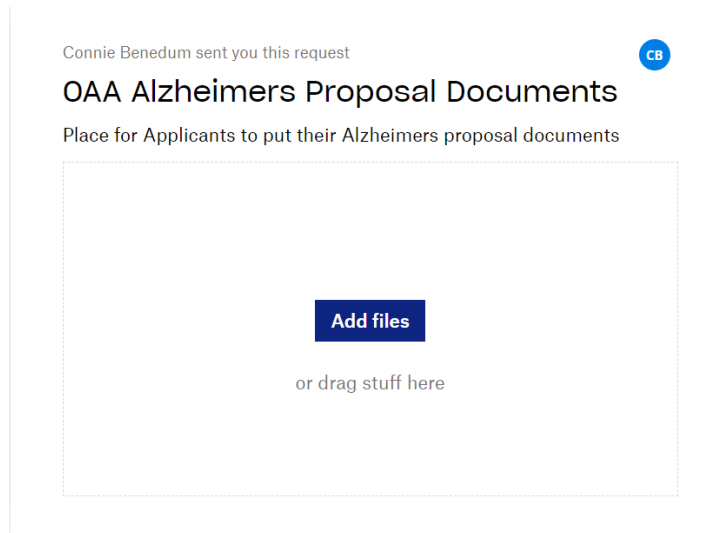 Connie Benedum sent you this request
CB
OAA Alzheimers Proposal Documents
Place for Applicants to put their Alzheimers proposal documents
Add files
or drag stuff here